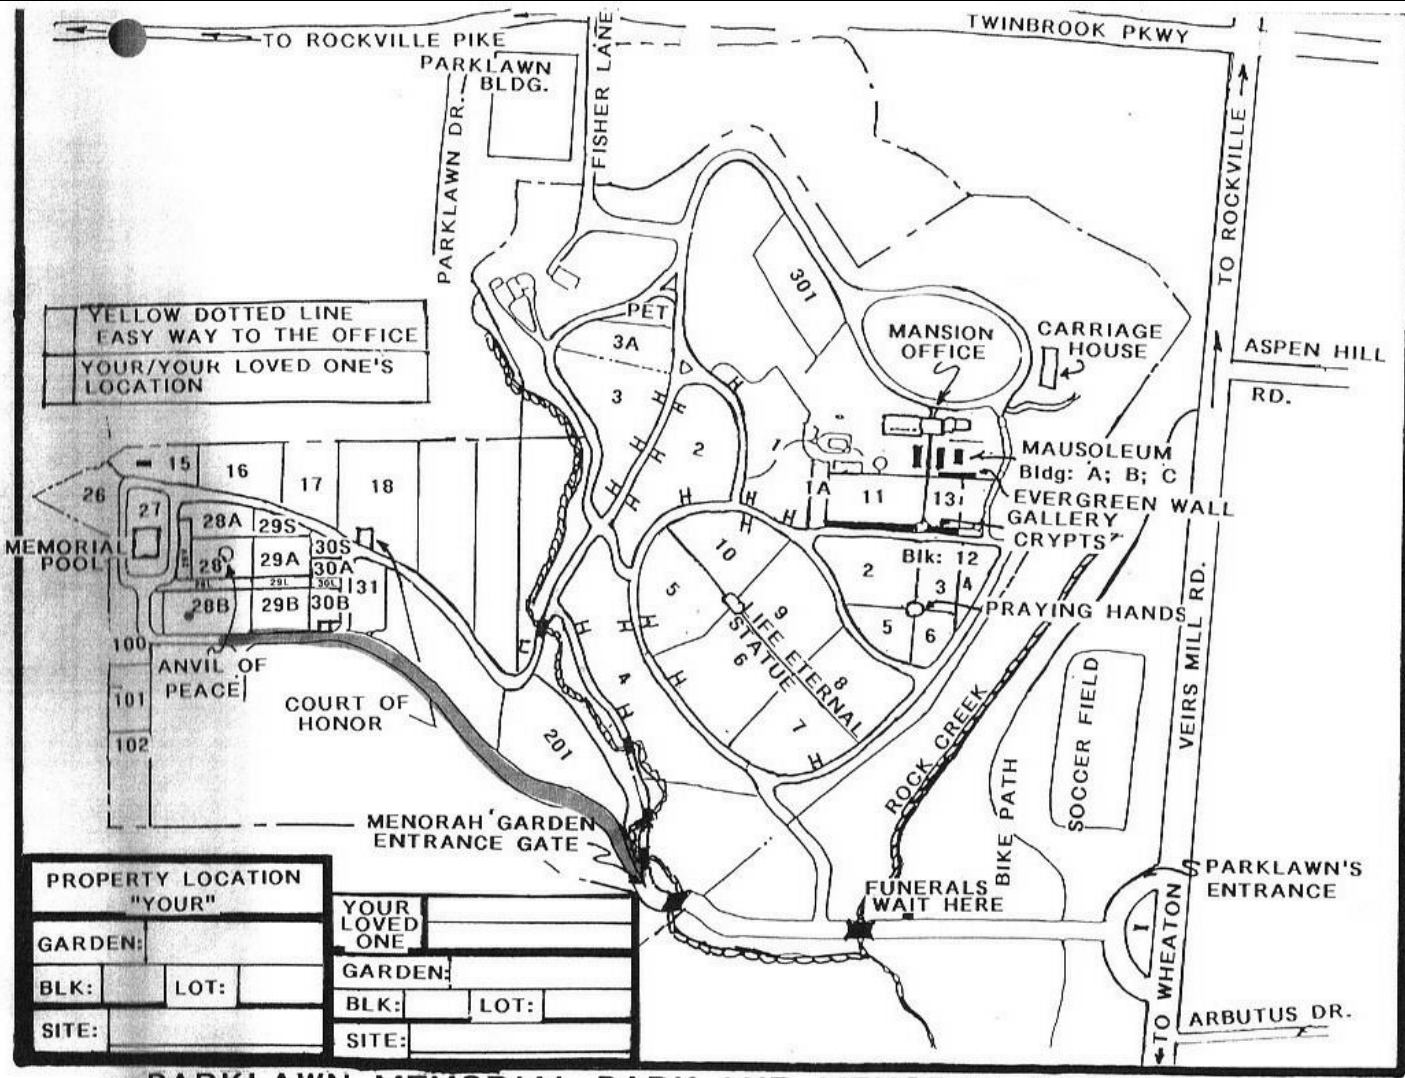 TWINBROOK PKWY
TO ROCKVILLE PIKE
PARKLAWN
BLDG.
FISHER LANE
PARKLAWN DR.
TO ROCKVILLE
YELLOW DOTTED LINE
EASY WAY TO THE OFFICE
YOUR/YOUR LOVED ONE'S
LOCATION
301
PET
3A
3
2
1
MANSION
OFFICE
CARRIAGE
HOUSE
ASPEN HILL
RD.
MAUSOLEUM
Bldg: A; B; C
EVERGREEN WALL
GALLERY
CRYPTS
1A
11
13
Blk: 12
2
3
4
5
6
PRAYING HANDS
15
16
17
18
26
27
28A
29S
MEMORIAL
POOL
28
29A
30S
30A
31
28L
29L
30L
28B
29B
30B
100
101
102
ANVIL OF
PEACE
COURT OF
HONOR
10
5
9
LIFE ETERNAL
STATUE
6
8
7
4
201
ROCK CREEK
BIKE PATH
SOCCER FIELD
VEIRS MILL RD.
MENORAH GARDEN
ENTRANCE GATE
FUNERALS
WAIT HERE
PARKLAWN'S
ENTRANCE
TO WHEATON
ARBUTUS DR.
PROPERTY LOCATION
"YOUR"
GARDEN:
BLK: LOT:
SITE:
YOUR
LOVED
ONE
GARDEN:
BLK: LOT:
SITE:
PARKLAWN MEMORIAL PARK